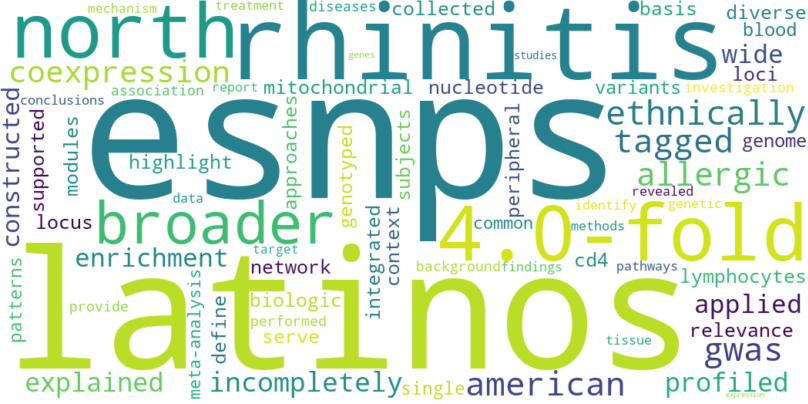 mechanism treatment diseases collected basis diverse
north rhinitis genes studies blood
coexpression wide loci
conclusions association report mitochondrial nucleotide variants investigation
constructed supported modules esnps approaches genotyped subjects peripheral ethnically
tagged genome
highlight allergic
data revealed
locus broader integrated context common 4.0-fold identify genetic methods
enrichment target cd4
patterns latinos network background findings pathways lymphocytes
provide meta-analysis define biologic applied
performed relevance
serve tissue gwas
explained incompletely single american profiled
expression